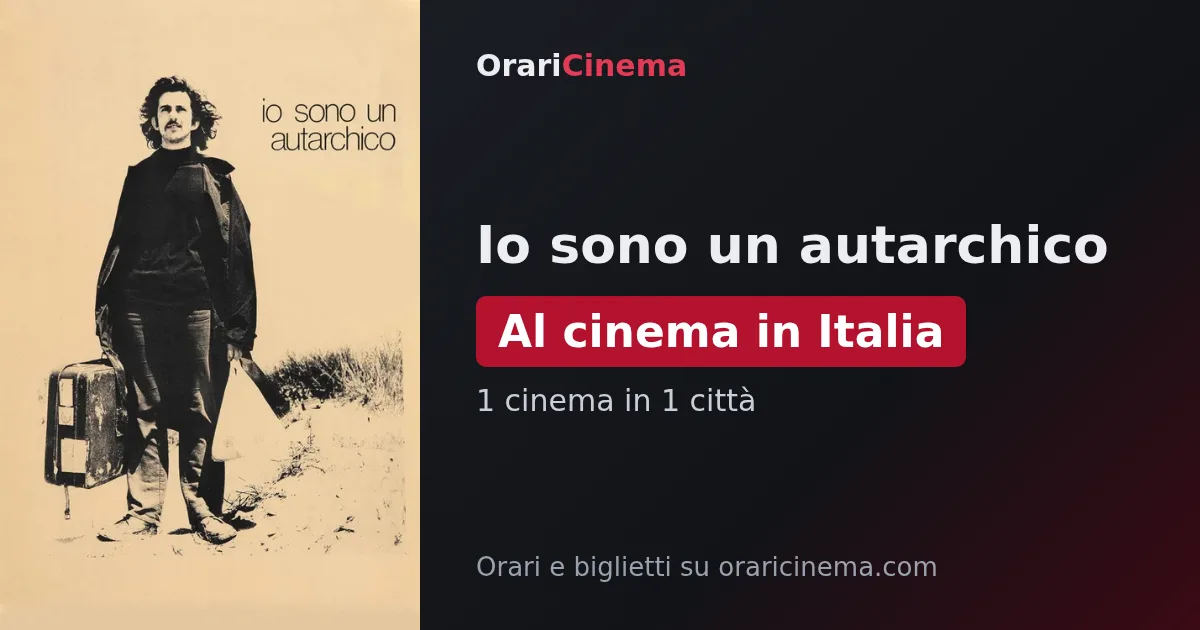 io sono un
autarchico
OrariCinema
Io sono un autarchico
Al cinema in Italia
1 cinema in 1 città
Orari e biglietti su oraricinema.com